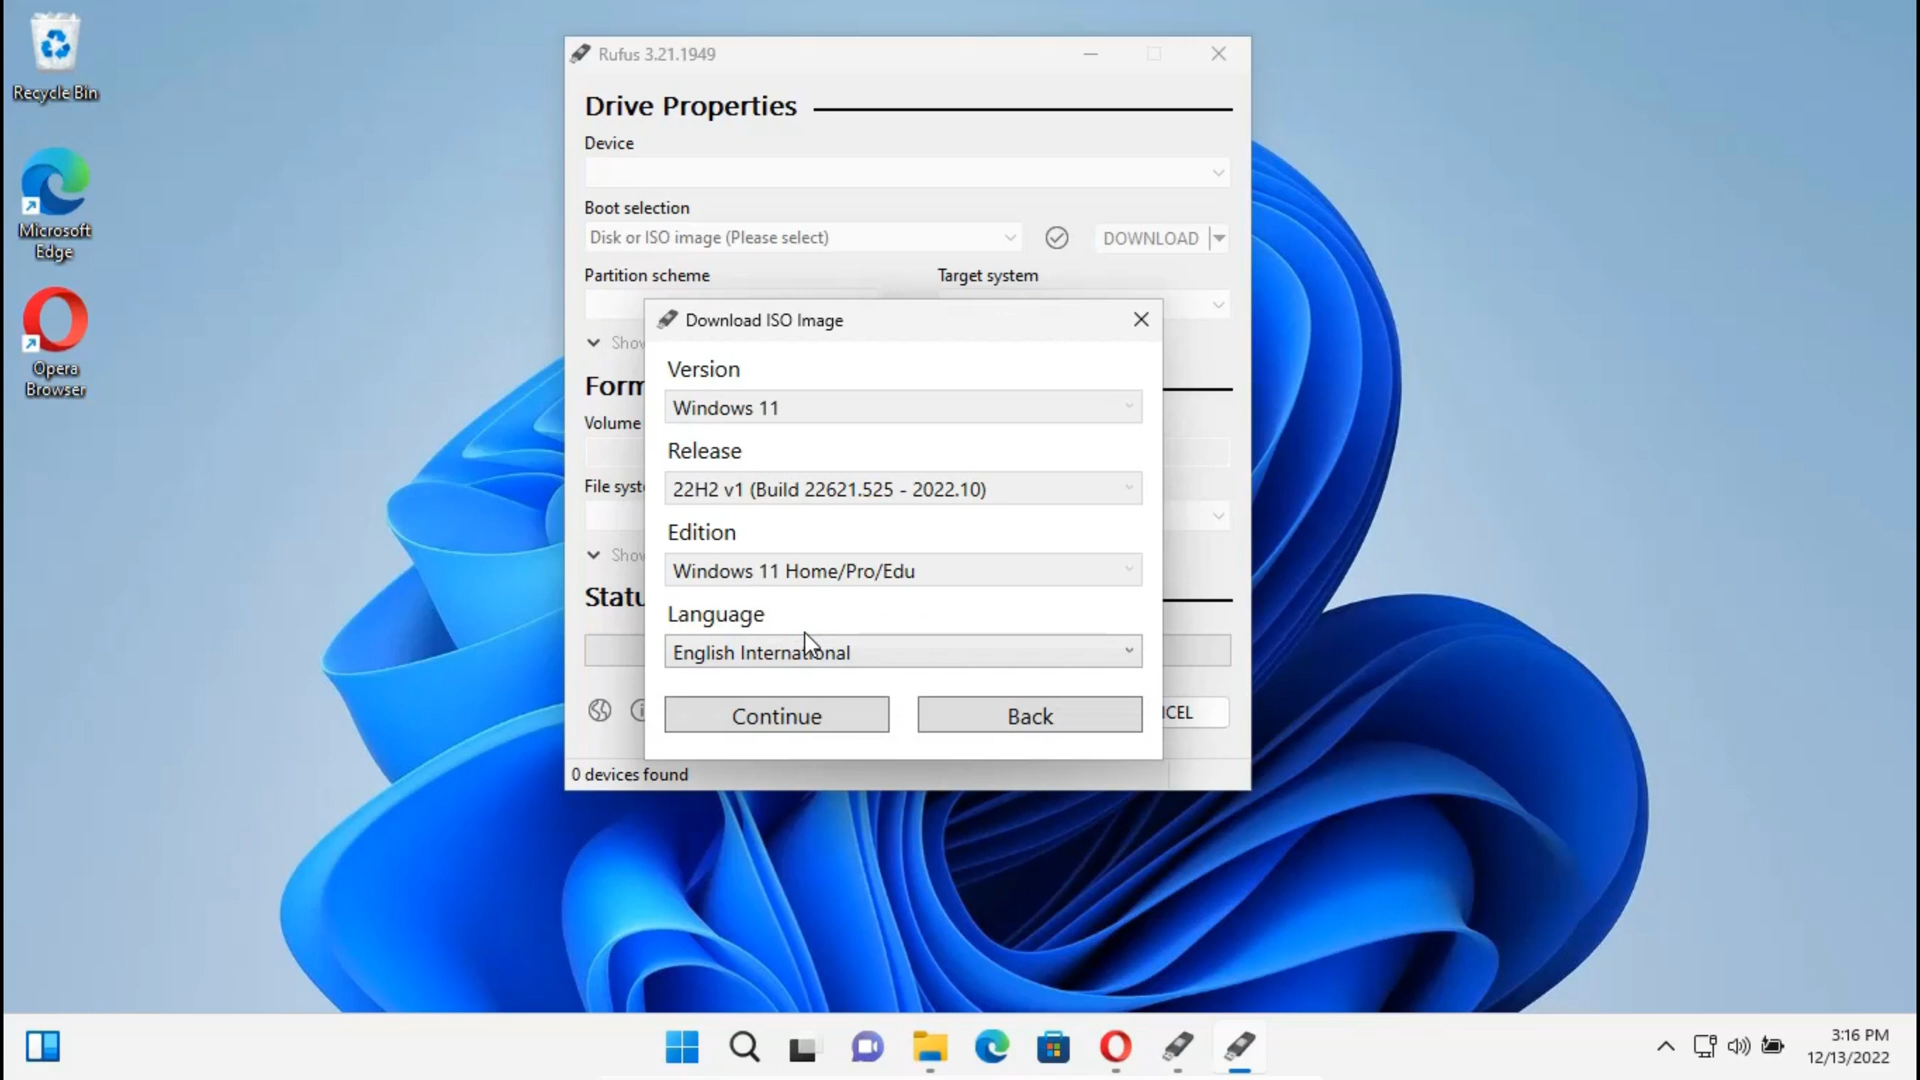 Recycle Bin
Microsoft
Edge
Opera
Browser
Rufus 3.21.1949
Drive Properties
Device
Boot selection
Disk or ISO image (Please select)
DOWNLOAD
Partition scheme
Target system
Show
Form
Volume
File syste
Show
Statu
Download ISO Image
Version
Windows 11
Release
22H2 v1 (Build 22621.525 - 2022.10)
Edition
Windows 11 Home/Pro/Edu
Language
English International
Continue
Back
CEL
0 devices found
3:16 PM
12/13/2022